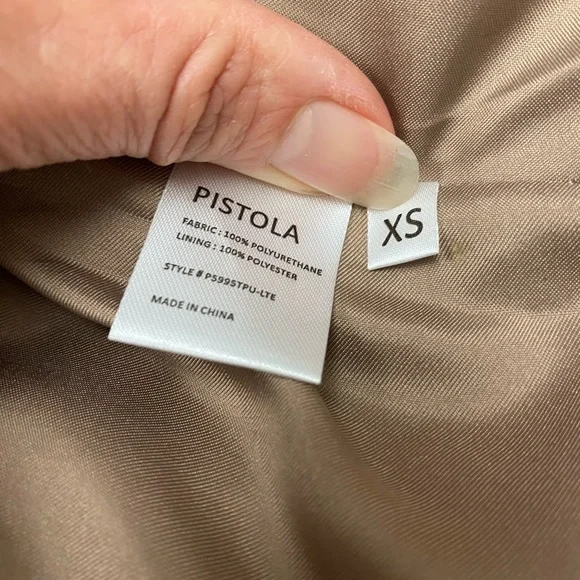 PISTOLA
FABRIC : 100% POLYURETHANE
LINING : 100% POLYESTER
STYLE # P5995TPU-LTE
MADE IN CHINA
XS